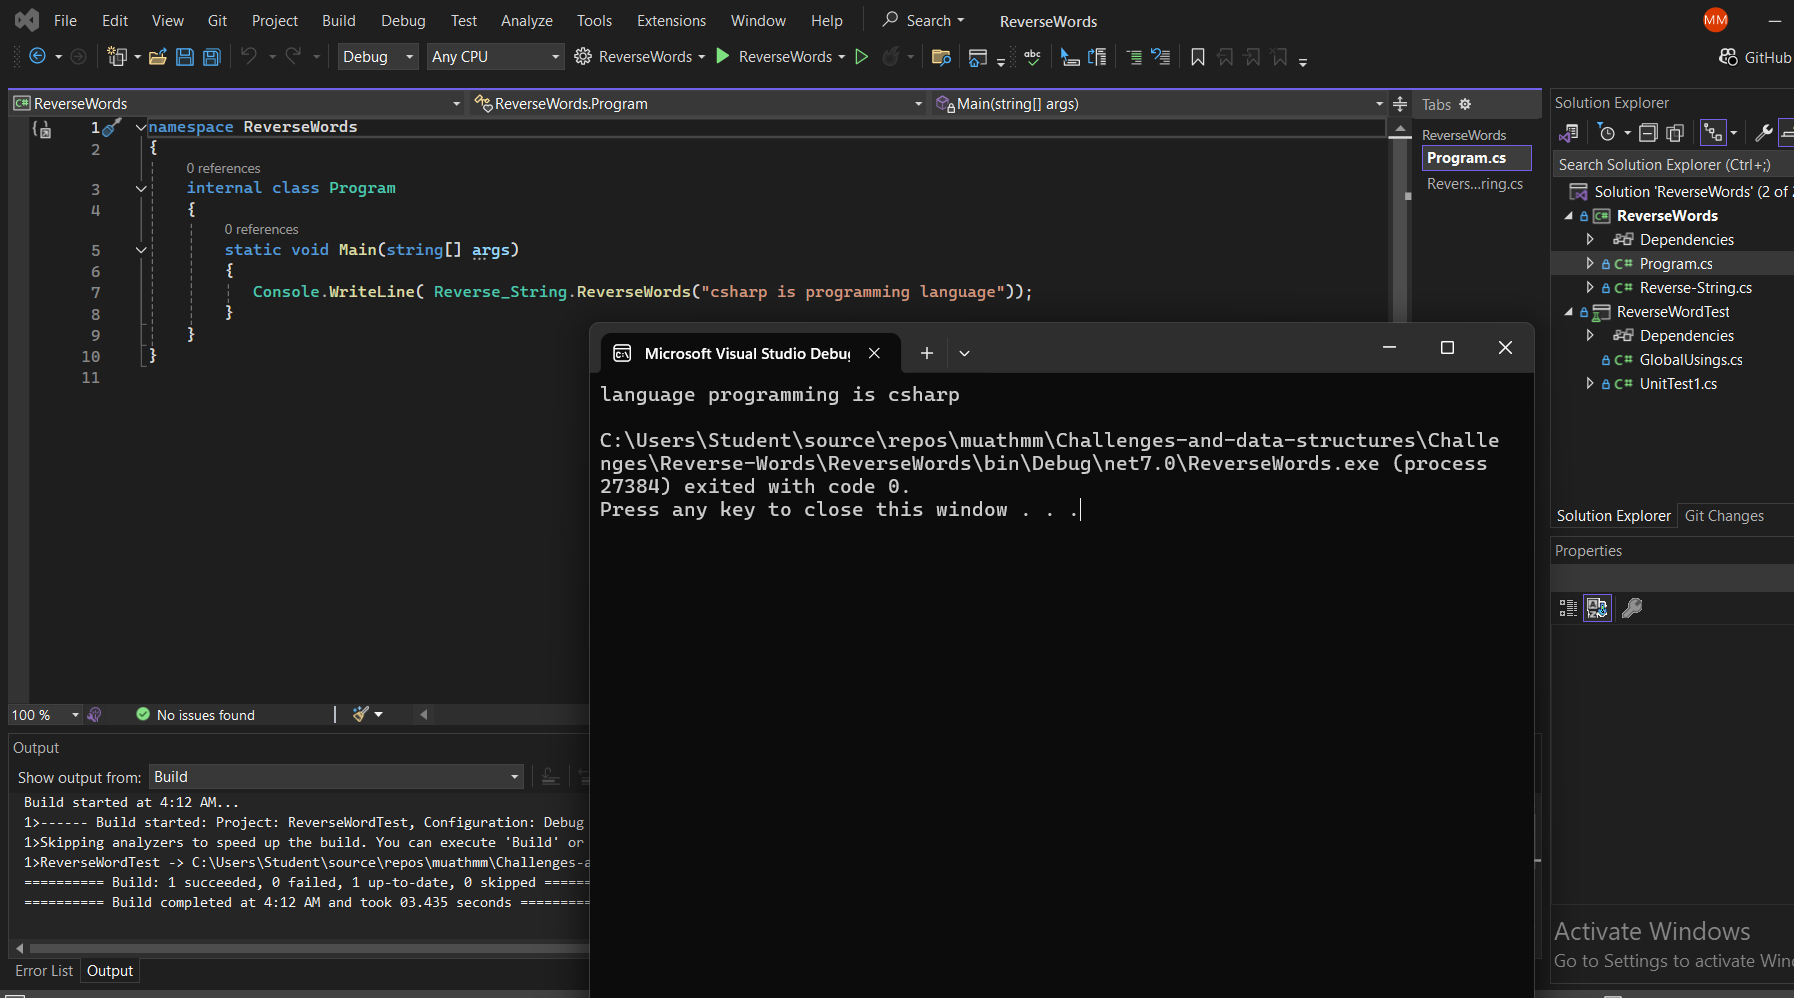 File Edit View Git Project Build Debug Test Analyze Tools Extensions Window Help Search ReverseWords MM
Debug Any CPU ReverseWords ReverseWords abc GitHub
C# ReverseWords ReverseWords.Program Main(string[] args)
1 namespace ReverseWords
2 {
0 references
3 internal class Program
4 {
0 references
5 static void Main(string[] args)
6 {
7 Console.WriteLine( Reverse_String.ReverseWords("csharp is programming language"));
8 }
9 }
10 }
11
Tabs
ReverseWords
Program.cs
Revers...ring.cs
Solution Explorer
Search Solution Explorer (Ctrl+;)
Solution 'ReverseWords' (2 of 
C# ReverseWords
Dependencies
C# Program.cs
C# Reverse-String.cs
ReverseWordTest
Dependencies
C# GlobalUsings.cs
C# UnitTest1.cs
Solution Explorer Git Changes
Properties
Microsoft Visual Studio Debu
language programming is csharp
C:\Users\Student\source\repos\muathmm\Challenges-and-data-structures\Challe
nges\Reverse-Words\ReverseWords\bin\Debug\net7.0\ReverseWords.exe (process
27384) exited with code 0.
Press any key to close this window . . .
100 % No issues found
Output
Show output from: Build
Build started at 4:12 AM...
1>------ Build started: Project: ReverseWordTest, Configuration: Debug
1>Skipping analyzers to speed up the build. You can execute 'Build' or
1>ReverseWordTest -> C:\Users\Student\source\repos\muathmm\Challenges-a
========== Build: 1 succeeded, 0 failed, 1 up-to-date, 0 skipped ======
========== Build completed at 4:12 AM and took 03.435 seconds =========
Error List Output
Activate Windows
Go to Settings to activate Win